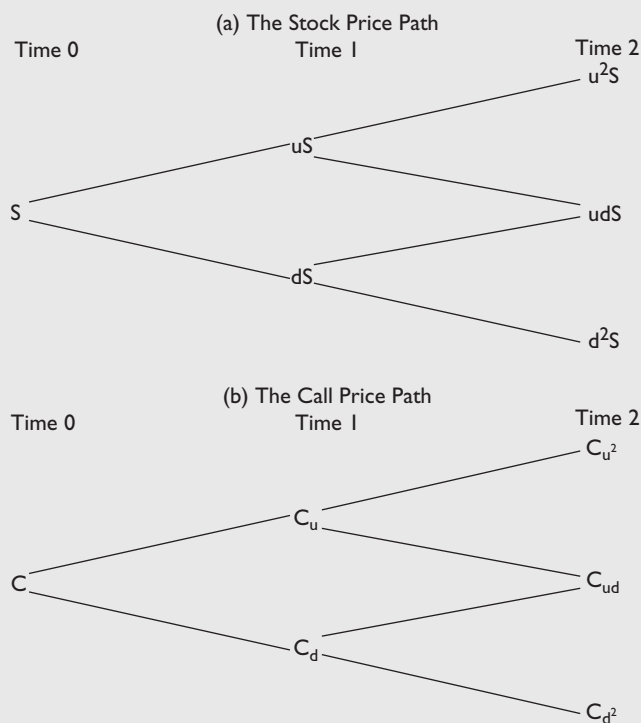 (a) The Stock Price Path
Time 0 Time 1 Time 2
u²S
uS
S udS
dS
d²S
(b) The Call Price Path
Time 0 Time 1 Time 2
C_u²
C_u
C C_ud
C_d
C_d²